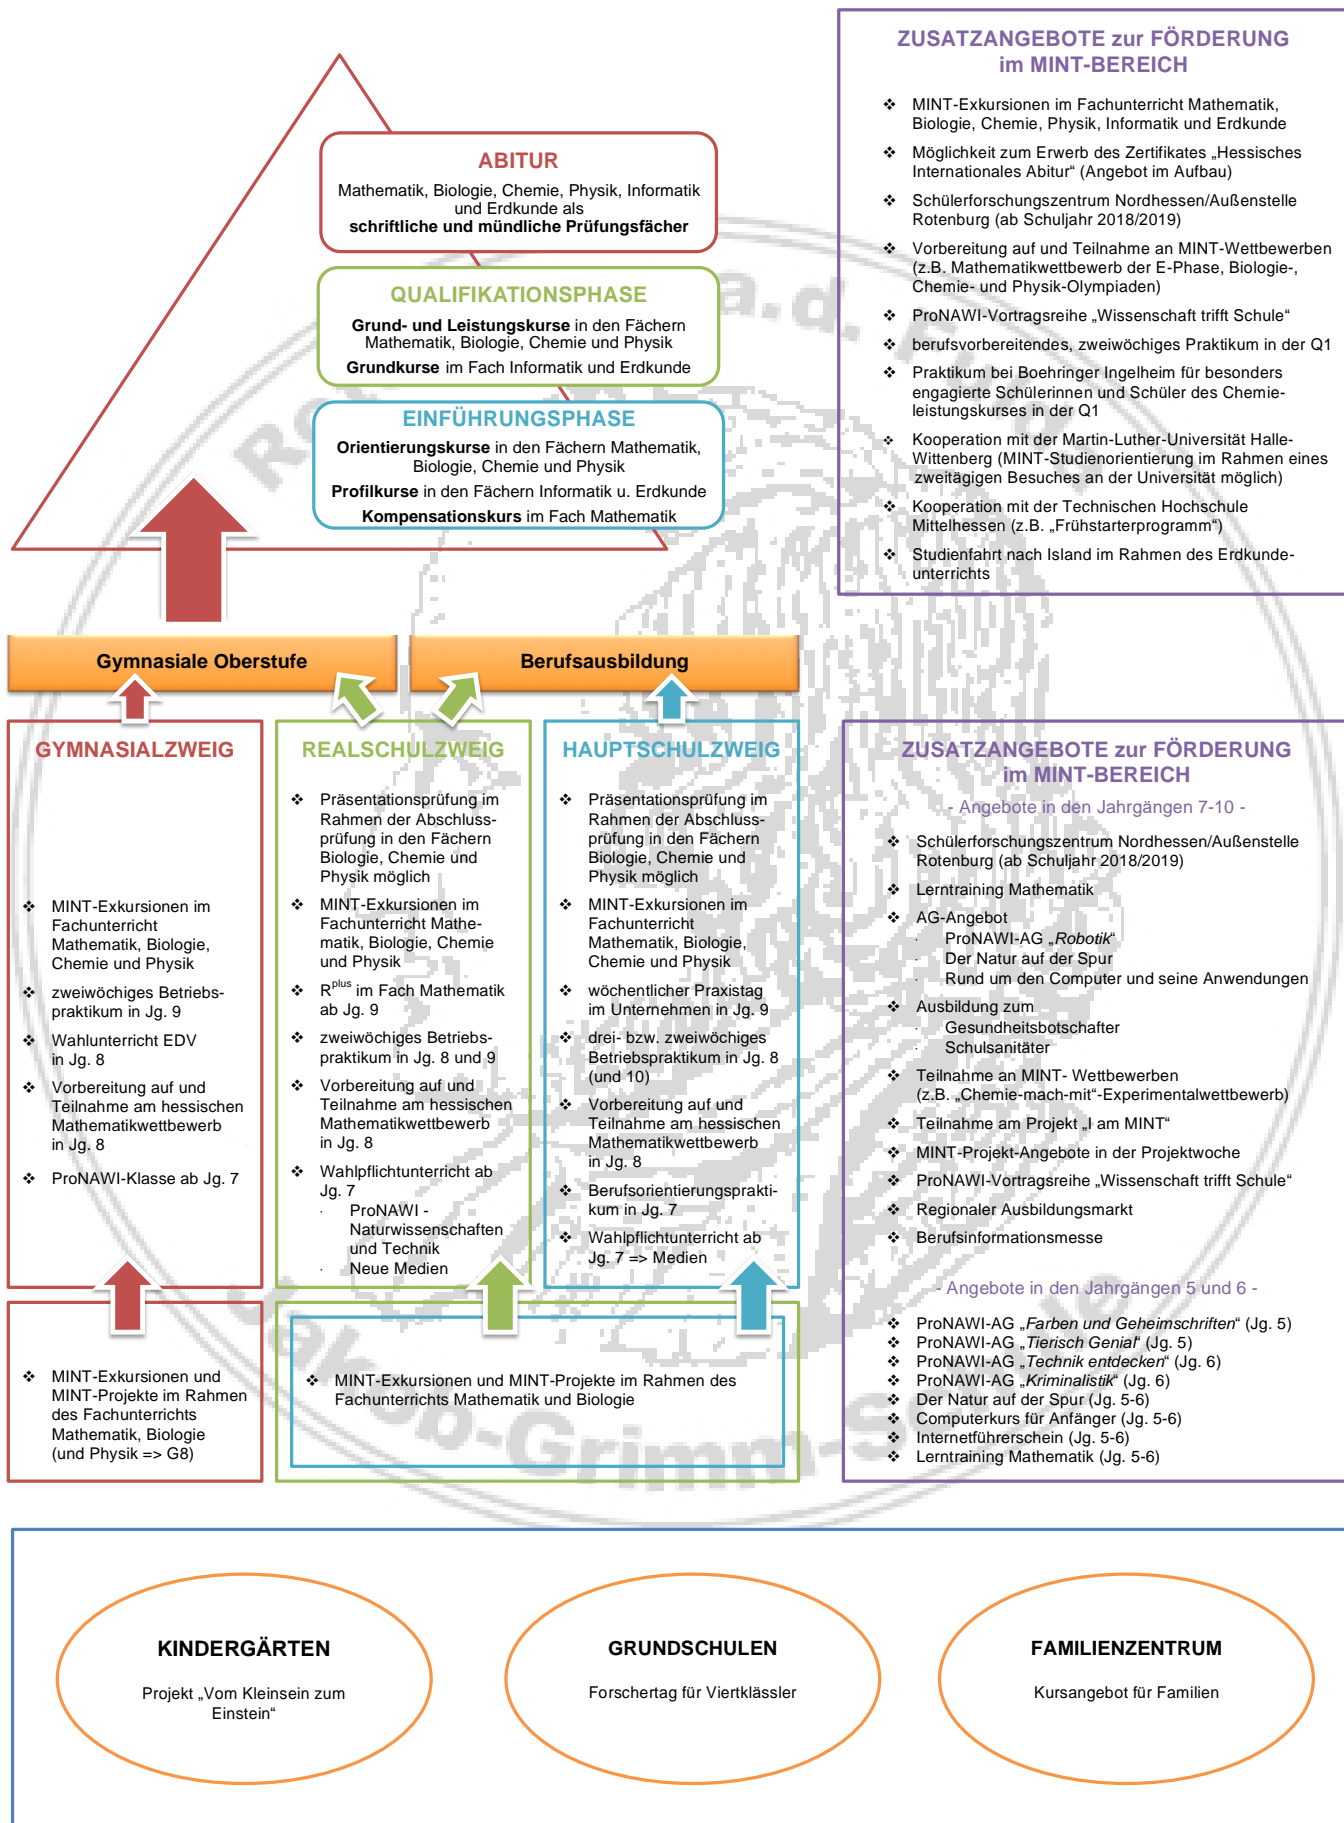 ABITUR
Mathematik, Biologie, Chemie, Physik, Informatik
und Erdkunde als
schriftliche und mündliche Prüfungsfächer
QUALIFIKATIONSPHASE
Grund- und Leistungskurse in den Fächern
Mathematik, Biologie, Chemie und Physik
Grundkurse im Fach Informatik und Erdkunde
EINFÜHRUNGSPHASE
Orientierungskurse in den Fächern Mathematik,
Biologie, Chemie und Physik
Profilkurse in den Fächern Informatik u. Erdkunde
Kompensationskurs im Fach Mathematik
ZUSATZANGEBOTE zur FÖRDERUNG
im MINT-BEREICH
❖ MINT-Exkursionen im Fachunterricht Mathematik,
Biologie, Chemie, Physik, Informatik und Erdkunde
❖ Möglichkeit zum Erwerb des Zertifikates „Hessisches
Internationales Abitur“ (Angebot im Aufbau)
❖ Schülerforschungszentrum Nordhessen/Außenstelle
Rotenburg (ab Schuljahr 2018/2019)
❖ Vorbereitung auf und Teilnahme an MINT-Wettbewerben
(z.B. Mathematikwettbewerb der E-Phase, Biologie-,
Chemie- und Physik-Olympiaden)
❖ ProNAWI-Vortragsreihe „Wissenschaft trifft Schule“
❖ berufsvorbereitendes, zweiwöchiges Praktikum in der Q1
❖ Praktikum bei Boehringer Ingelheim für besonders
engagierte Schülerinnen und Schüler des Chemie-
leistungskurses in der Q1
❖ Kooperation mit der Martin-Luther-Universität Halle-
Wittenberg (MINT-Studienorientierung im Rahmen eines
zweitägigen Besuches an der Universität möglich)
❖ Kooperation mit der Technischen Hochschule
Mittelhessen (z.B. „Frühstarterprogramm“)
❖ Studienfahrt nach Island im Rahmen des Erdkunde-
unterrichts
Gymnasiale Oberstufe
Berufsausbildung
GYMNASIALZWEIG
❖ MINT-Exkursionen im
Fachunterricht
Mathematik, Biologie,
Chemie und Physik
❖ zweiwöchiges Betriebs-
praktikum in Jg. 9
❖ Wahlunterricht EDV
in Jg. 8
❖ Vorbereitung auf und
Teilnahme am hessischen
Mathematikwettbewerb
in Jg. 8
❖ ProNAWI-Klasse ab Jg. 7
REALSCHULZWEIG
❖ Präsentationsprüfung im
Rahmen der Abschluss-
prüfung in den Fächern
Biologie, Chemie und
Physik möglich
❖ MINT-Exkursionen im
Fachunterricht Mathe-
matik, Biologie, Chemie
und Physik
❖ Rplus im Fach Mathematik
ab Jg. 9
❖ zweiwöchiges Betriebs-
praktikum in Jg. 8 und 9
❖ Vorbereitung auf und
Teilnahme am hessischen
Mathematikwettbewerb
in Jg. 8
❖ Wahlpflichtunterricht ab
Jg. 7
· ProNAWI -
Naturwissenschaften
und Technik
· Neue Medien
HAUPTSCHULZWEIG
❖ Präsentationsprüfung im
Rahmen der Abschluss-
prüfung in den Fächern
Biologie, Chemie und
Physik möglich
❖ MINT-Exkursionen im
Fachunterricht
Mathematik, Biologie,
Chemie und Physik
❖ wöchentlicher Praxistag
im Unternehmen in Jg. 9
❖ drei- bzw. zweiwöchiges
Betriebspraktikum in Jg. 8
(und 10)
❖ Vorbereitung auf und
Teilnahme am hessischen
Mathematikwettbewerb
in Jg. 8
❖ Berufsorientierungsprakti-
kum in Jg. 7
❖ Wahlpflichtunterricht ab
Jg. 7 => Medien
ZUSATZANGEBOTE zur FÖRDERUNG
im MINT-BEREICH
- Angebote in den Jahrgängen 7-10 -
❖ Schülerforschungszentrum Nordhessen/Außenstelle
Rotenburg (ab Schuljahr 2018/2019)
❖ Lerntraining Mathematik
❖ AG-Angebot
· ProNAWI-AG „Robotik“
· Der Natur auf der Spur
· Rund um den Computer und seine Anwendungen
❖ Ausbildung zum
· Gesundheitsbotschafter
· Schulsanitäter
❖ Teilnahme an MINT- Wettbewerben
(z.B. „Chemie-mach-mit“-Experimentalwettbewerb)
❖ Teilnahme am Projekt „I am MINT“
❖ MINT-Projekt-Angebote in der Projektwoche
❖ ProNAWI-Vortragsreihe „Wissenschaft trifft Schule“
❖ Regionaler Ausbildungsmarkt
❖ Berufsinformationsmesse
- Angebote in den Jahrgängen 5 und 6 -
❖ ProNAWI-AG „Farben und Geheimschriften“ (Jg. 5)
❖ ProNAWI-AG „Tierisch Genial“ (Jg. 5)
❖ ProNAWI-AG „Technik entdecken“ (Jg. 6)
❖ ProNAWI-AG „Kriminalistik“ (Jg. 6)
❖ Der Natur auf der Spur (Jg. 5-6)
❖ Computerkurs für Anfänger (Jg. 5-6)
❖ Internetführerschein (Jg. 5-6)
❖ Lerntraining Mathematik (Jg. 5-6)
❖ MINT-Exkursionen und
MINT-Projekte im Rahmen
des Fachunterrichts
Mathematik, Biologie
(und Physik => G8)
❖ MINT-Exkursionen und MINT-Projekte im Rahmen des
Fachunterrichts Mathematik und Biologie
KINDERGÄRTEN
Projekt „Vom Kleinsein zum
Einstein“
GRUNDSCHULEN
Forschertag für Viertklässler
FAMILIENZENTRUM
Kursangebot für Familien
a.d. Fulda
Jakob-Grimm-Schule